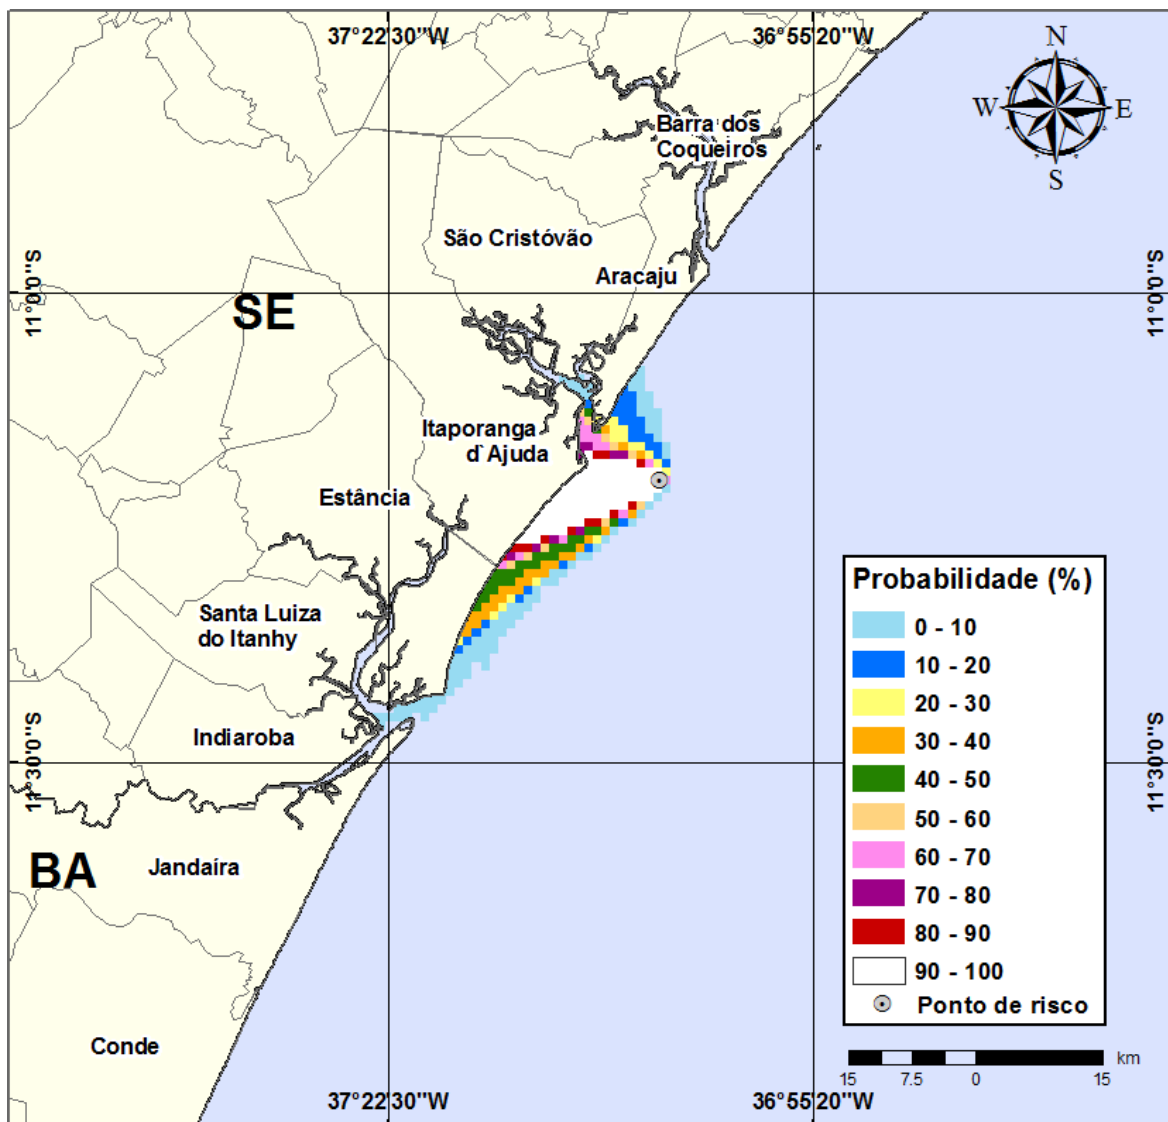 37°22'30"W
36°55'20"W
N
W
E
S
Barra dos
Coqueiros
São Cristóvão
Aracaju
11°0'0"S
11°0'0"S
SE
Itaporanga
d`Ajuda
Estância
Santa Luiza
do Itanhy
Indiaroba
11°30'0"S
11°30'0"S
BA
Jandaíra
Conde
Probabilidade (%)
0 - 10
10 - 20
20 - 30
30 - 40
40 - 50
50 - 60
60 - 70
70 - 80
80 - 90
90 - 100
Ponto de risco
km
15 7.5 0 15
37°22'30"W
36°55'20"W